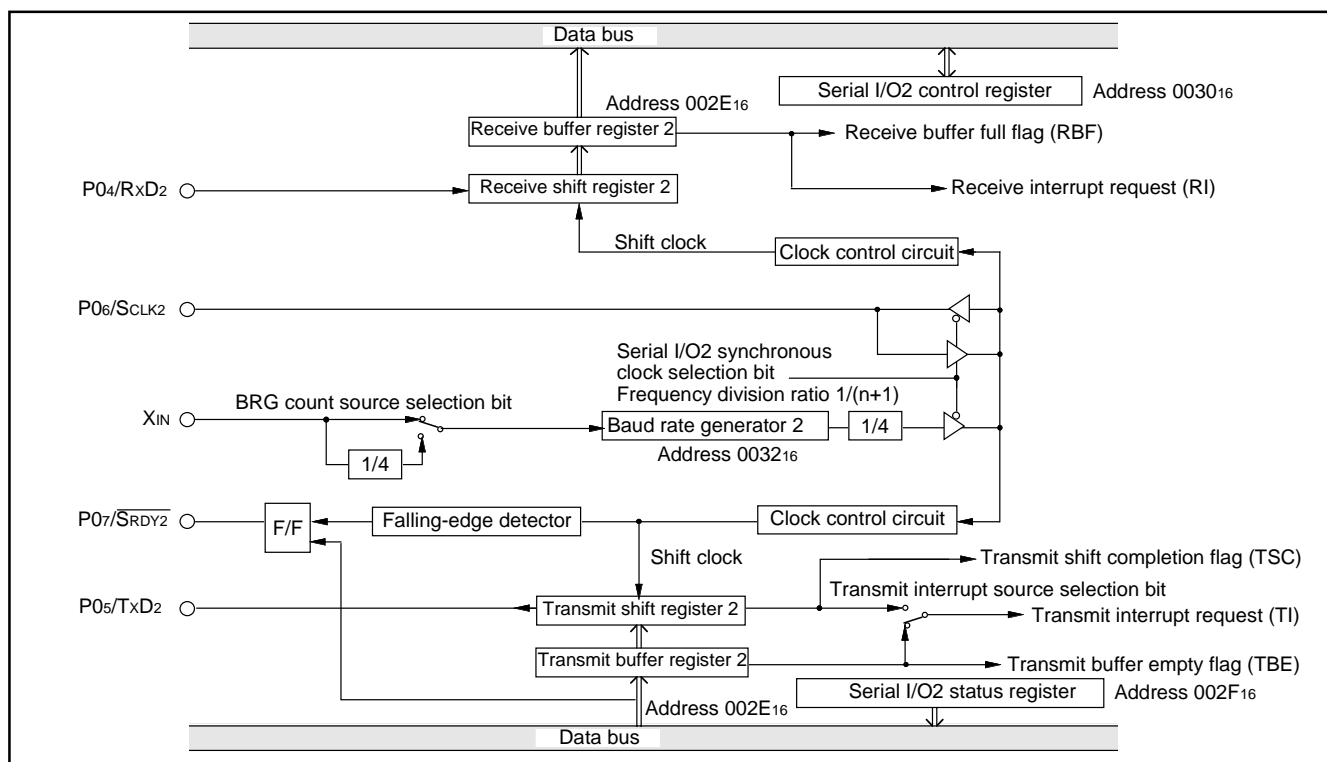 Data bus
Serial I/O2 control register Address 0030₁₆
Address 002E₁₆
Receive buffer register 2 Receive buffer full flag (RBF)
P0₄/RxD₂ Receive shift register 2 Receive interrupt request (RI)
Shift clock Clock control circuit
P0₆/SCLK2
Serial I/O2 synchronous
clock selection bit
Frequency division ratio 1/(n+1)
BRG count source selection bit
XIN Baud rate generator 2 1/4
1/4 Address 0032₁₆
P0₇/S̅R̅D̅Y̅2̅ F/F Falling-edge detector Clock control circuit
Shift clock Transmit shift completion flag (TSC)
Transmit interrupt source selection bit
P0₅/TxD₂ Transmit shift register 2 Transmit interrupt request (TI)
Transmit buffer register 2 Transmit buffer empty flag (TBE)
Serial I/O2 status register Address 002F₁₆
Address 002E₁₆
Data bus